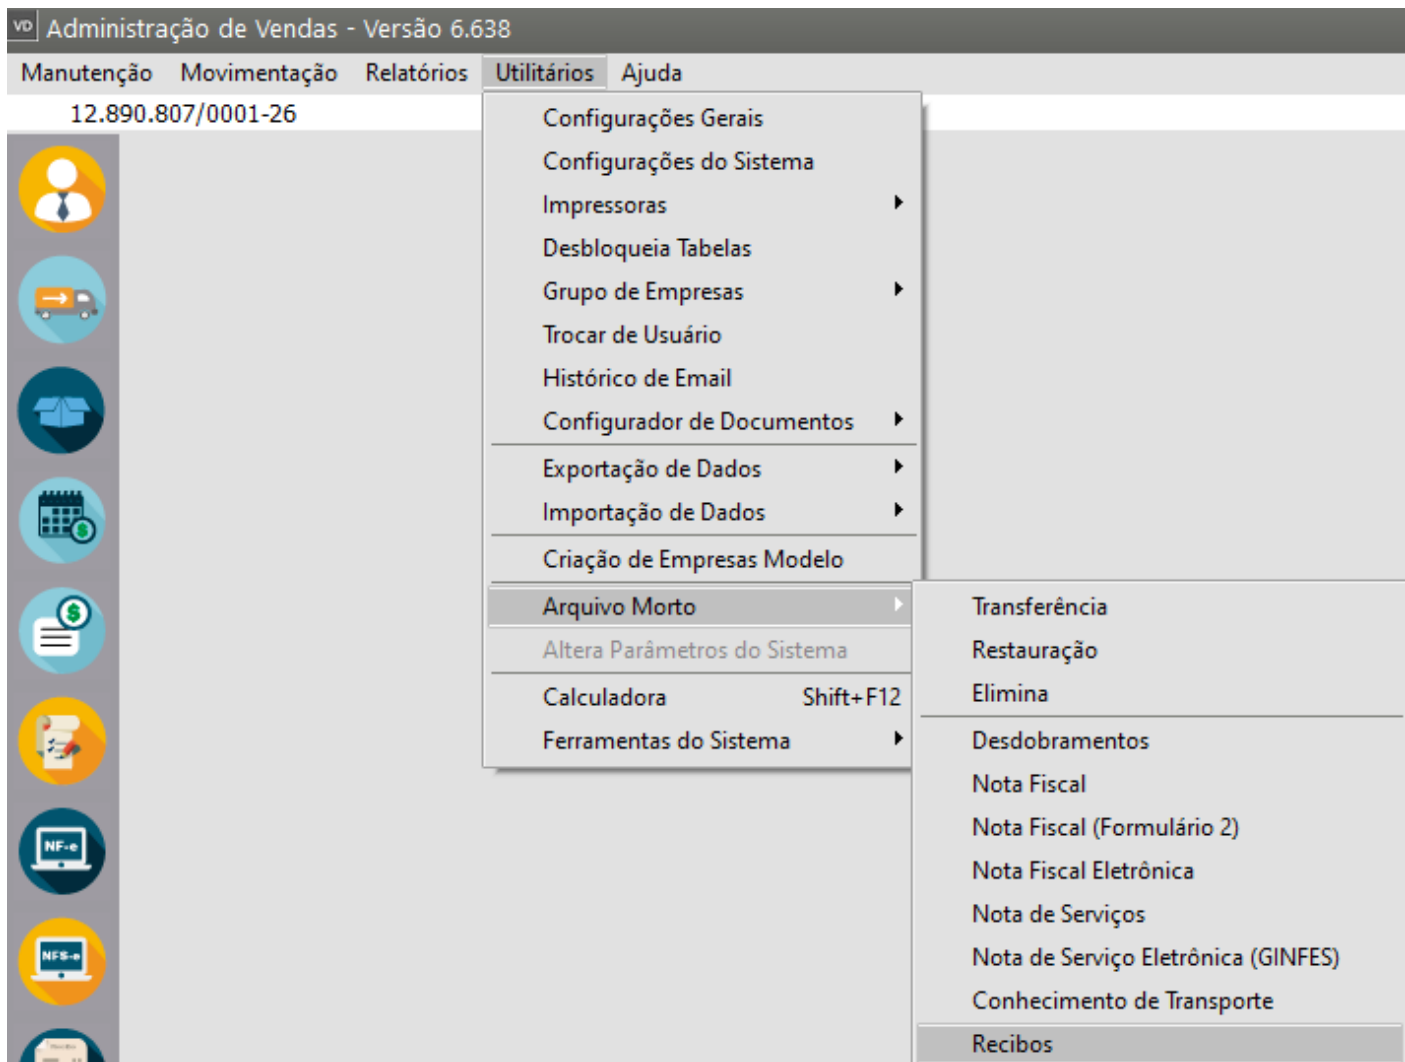 VD Administração de Vendas - Versão 6.638
Manutenção Movimentação Relatórios Utilitários Ajuda
12.890.807/0001-26
Configurações Gerais
Configurações do Sistema
Impressoras
Desbloqueia Tabelas
Grupo de Empresas
Trocar de Usuário
Histórico de Email
Configurador de Documentos
Exportação de Dados
Importação de Dados
Criação de Empresas Modelo
Arquivo Morto
Altera Parâmetros do Sistema
Calculadora Shift+F12
Ferramentas do Sistema
Transferência
Restauração
Elimina
Desdobramentos
Nota Fiscal
Nota Fiscal (Formulário 2)
Nota Fiscal Eletrônica
Nota de Serviços
Nota de Serviço Eletrônica (GINFES)
Conhecimento de Transporte
Recibos
$
$
NF-e
NFS-e